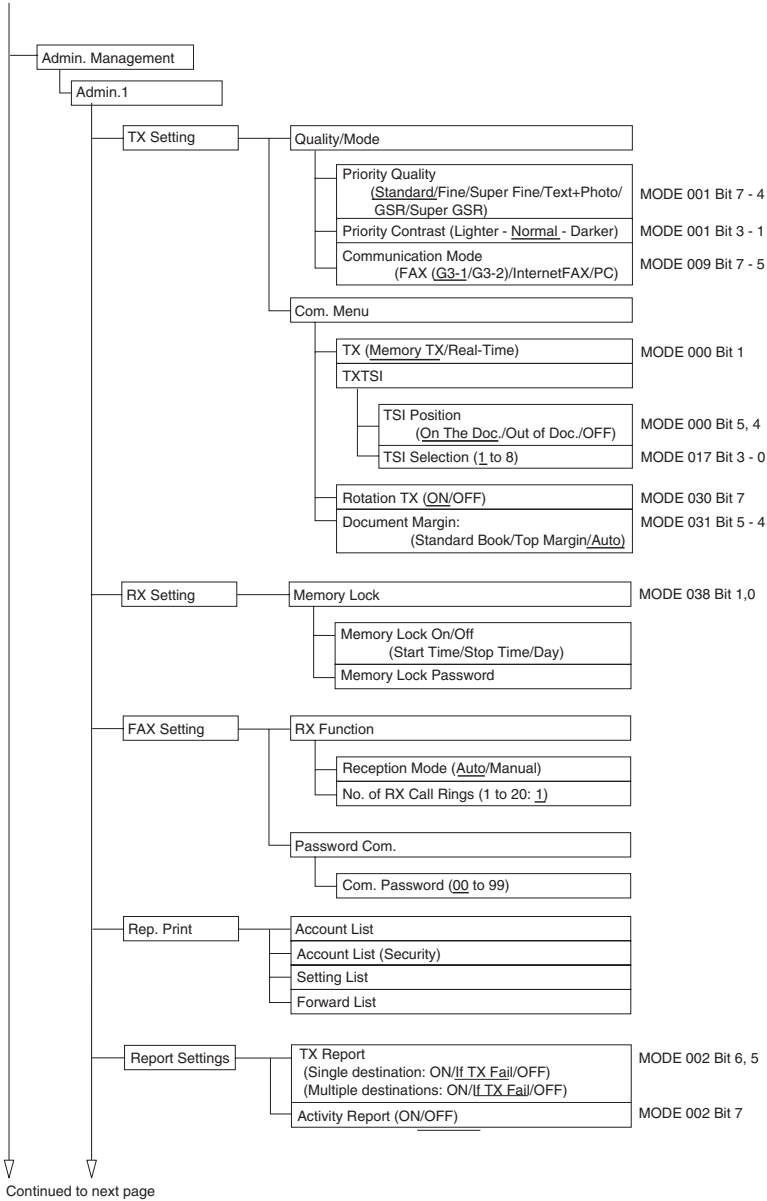 Admin. Management
Admin.1
TX Setting
Quality/Mode
Priority Quality
(Standard/Fine/Super Fine/Text+Photo/
GSR/Super GSR)
MODE 001 Bit 7 - 4
Priority Contrast (Lighter - Normal - Darker)
MODE 001 Bit 3 - 1
Communication Mode
(FAX (G3-1/G3-2)/InternetFAX/PC)
MODE 009 Bit 7 - 5
Com. Menu
TX (Memory TX/Real-Time)
MODE 000 Bit 1
TXTSI
TSI Position
(On The Doc./Out of Doc./OFF)
MODE 000 Bit 5, 4
TSI Selection (1 to 8)
MODE 017 Bit 3 - 0
Rotation TX (ON/OFF)
MODE 030 Bit 7
Document Margin:
(Standard Book/Top Margin/Auto)
MODE 031 Bit 5 - 4
RX Setting
Memory Lock
MODE 038 Bit 1,0
Memory Lock On/Off
(Start Time/Stop Time/Day)
Memory Lock Password
FAX Setting
RX Function
Reception Mode (Auto/Manual)
No. of RX Call Rings (1 to 20: 1)
Password Com.
Com. Password (00 to 99)
Rep. Print
Account List
Account List (Security)
Setting List
Forward List
Report Settings
TX Report
(Single destination: ON/If TX Fail/OFF)
(Multiple destinations: ON/If TX Fail/OFF)
MODE 002 Bit 6, 5
Activity Report (ON/OFF)
MODE 002 Bit 7
Continued to next page